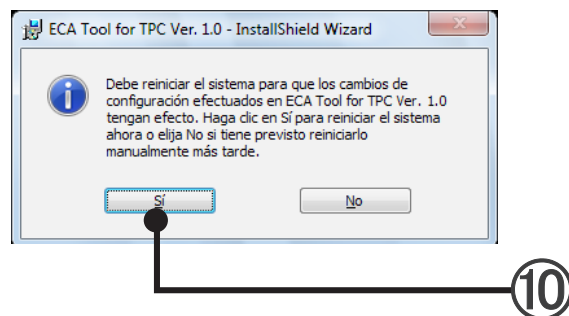 ECA Tool for TPC Ver. 1.0 - InstallShield Wizard
Debe reiniciar el sistema para que los cambios de
configuración efectuados en ECA Tool for TPC Ver. 1.0
tengan efecto. Haga clic en Sí para reiniciar el sistema
ahora o elija No si tiene previsto reiniciarlo
manualmente más tarde.
Sí No
⑩